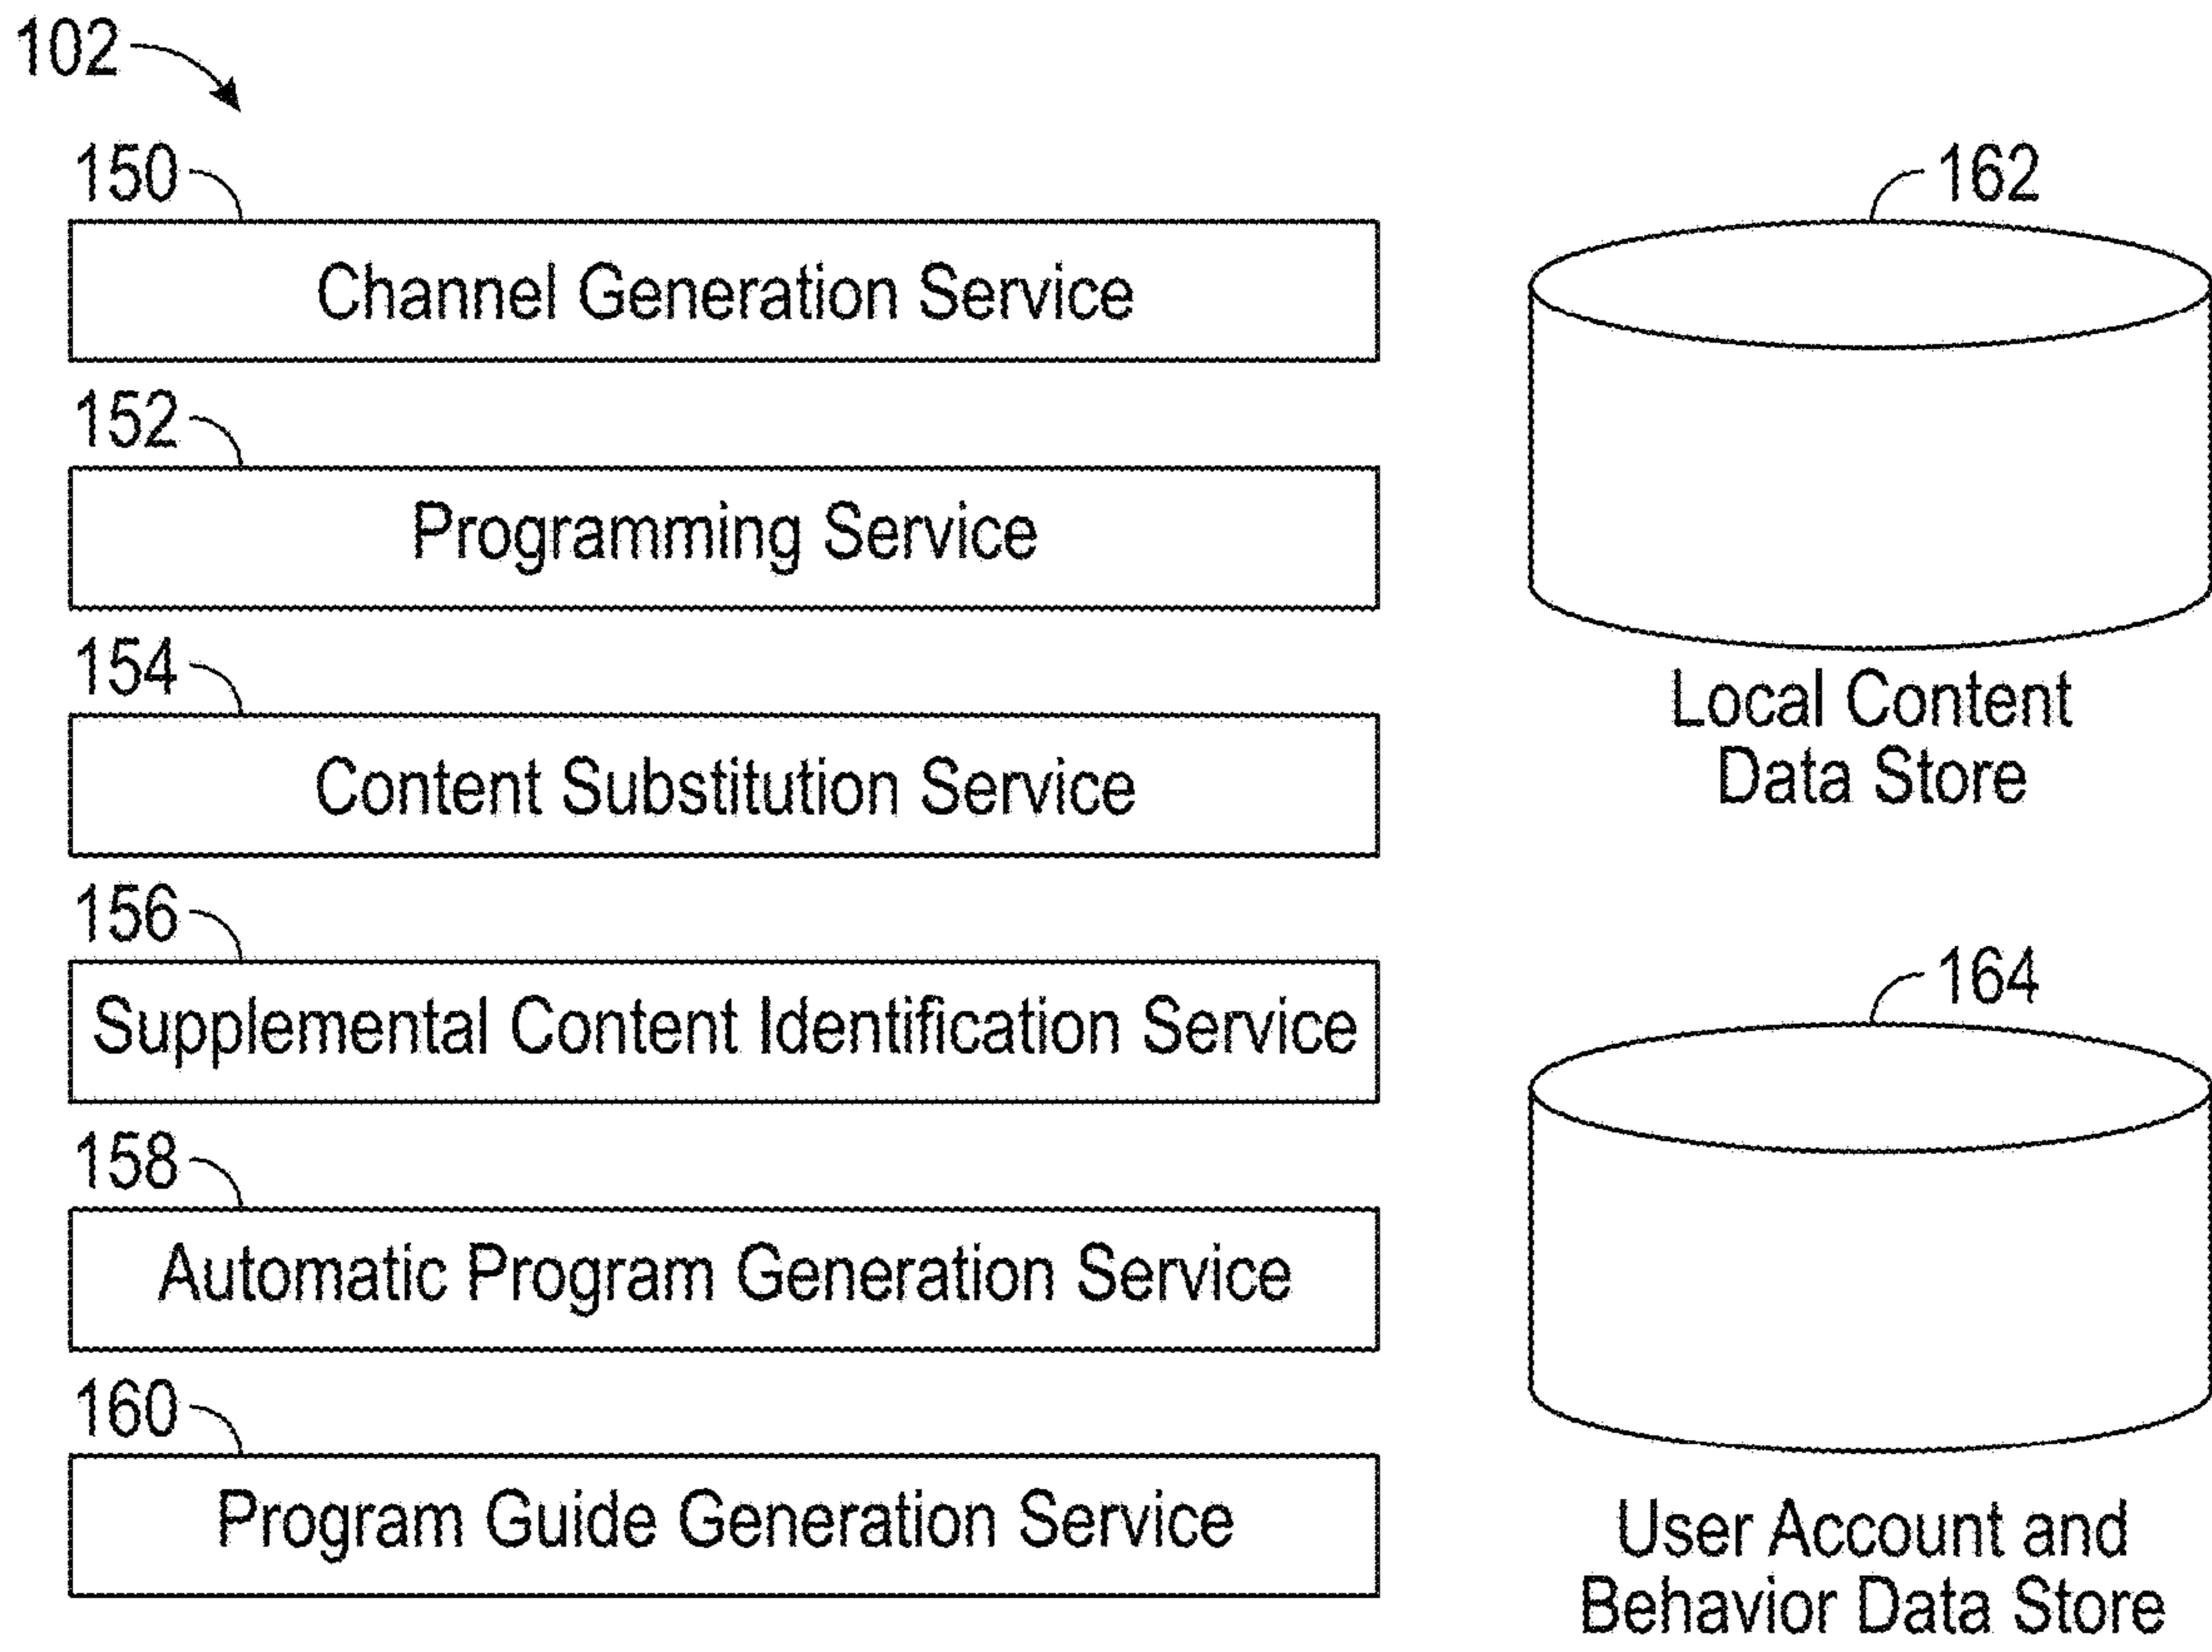 102
150
Channel Generation Service
152
Programming Service
154
Content Substitution Service
156
Supplemental Content Identification Service
158
Automatic Program Generation Service
160
Program Guide Generation Service
162
Local Content
Data Store
164
User Account and
Behavior Data Store